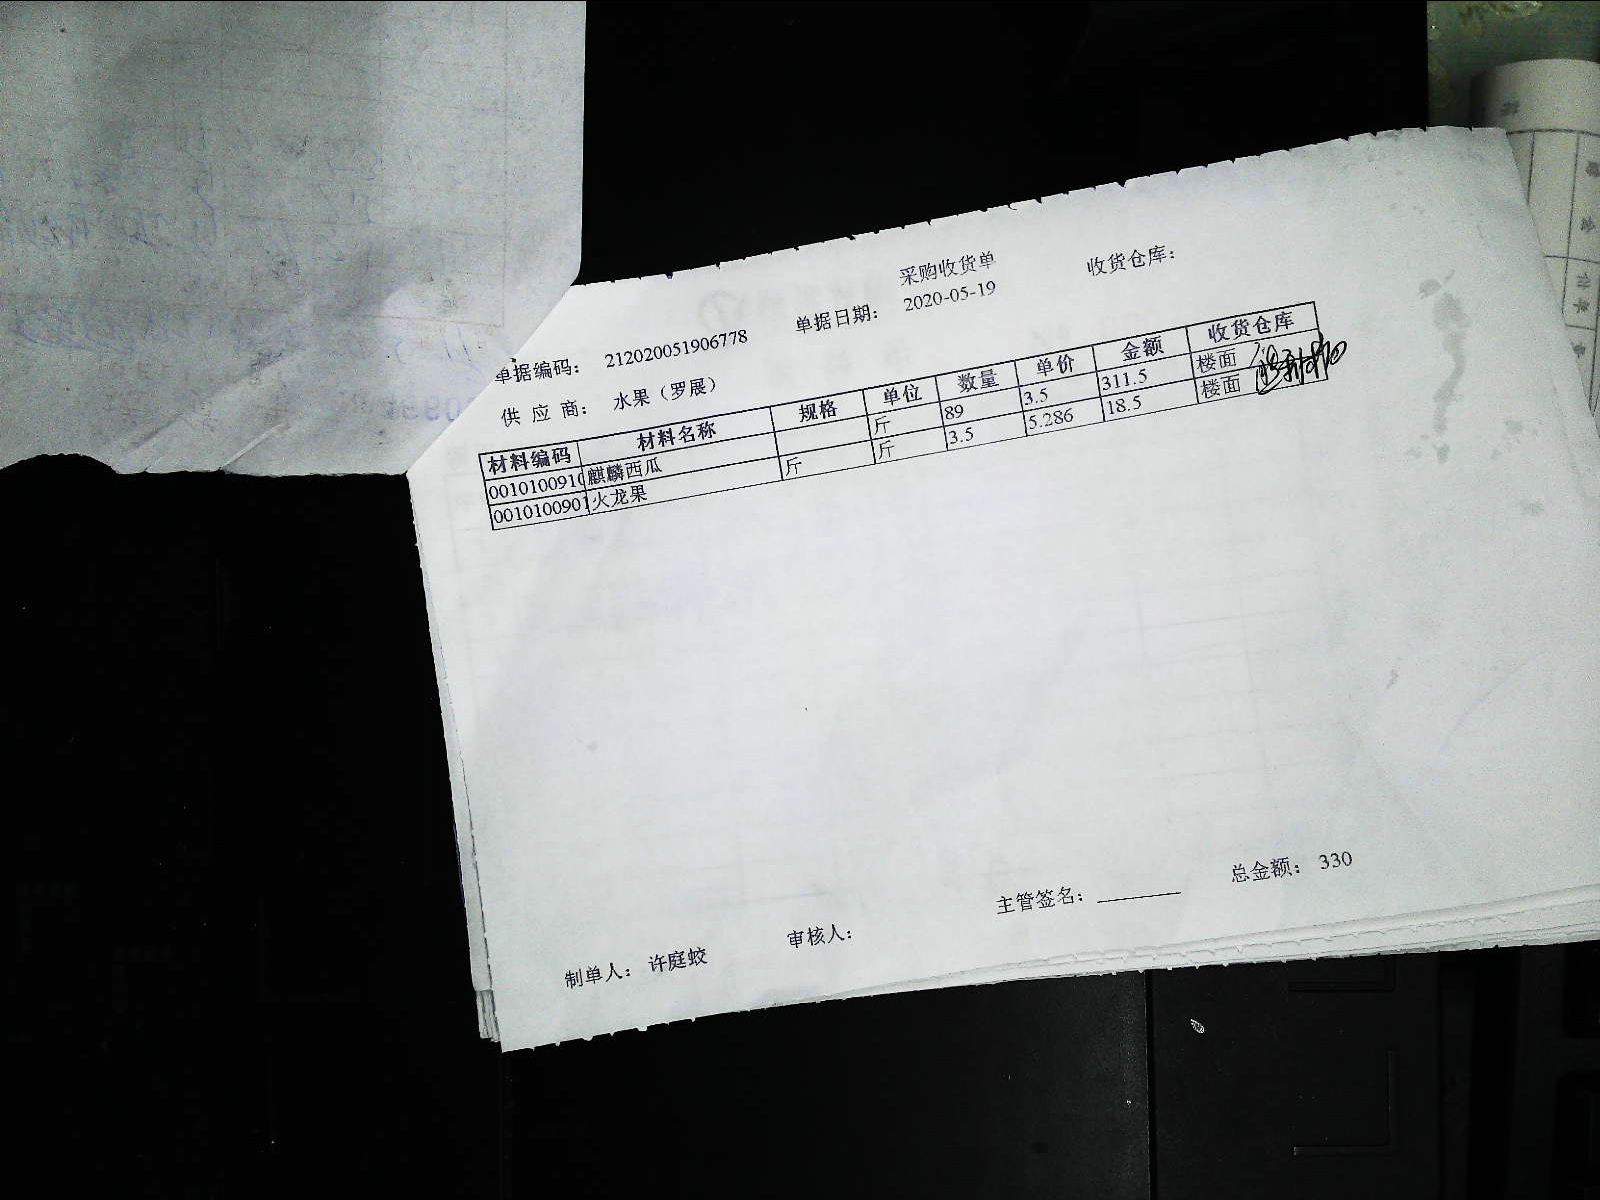 采购收货单 收货仓库：
单据编码： 212020051906778 单据日期： 2020-05-19
供 应 商： 水果（罗展）
材料编码 材料名称 规格 单位 数量 单价 金额 收货仓库
0010100910 麒麟西瓜 斤 89 3.5 311.5 楼面
0010100901 火龙果 斤 斤 3.5 5.286 18.5 楼面
制单人： 许庭蛟 审核人： 主管签名： 总金额： 330